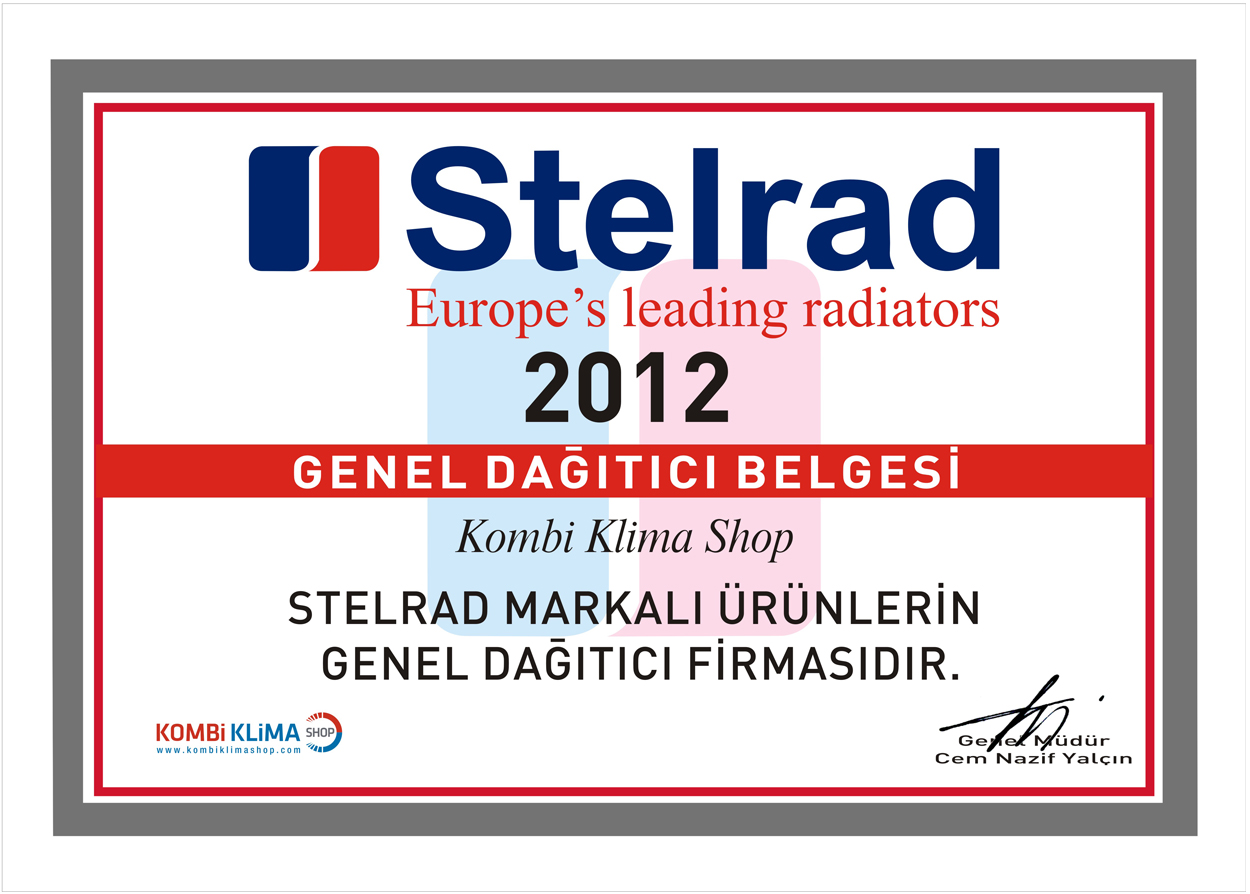 Stelrad
Europe's leading radiators
2012
GENEL DAĞITICI BELGESİ
Kombi Klima Shop
STELRAD MARKALI ÜRÜNLERİN
GENEL DAĞITICI FİRMASIDIR.
KOMBİ KLİMA SHOP
www.kombiklimashop.com
Genel Müdür
Cem Nazif Yalçın